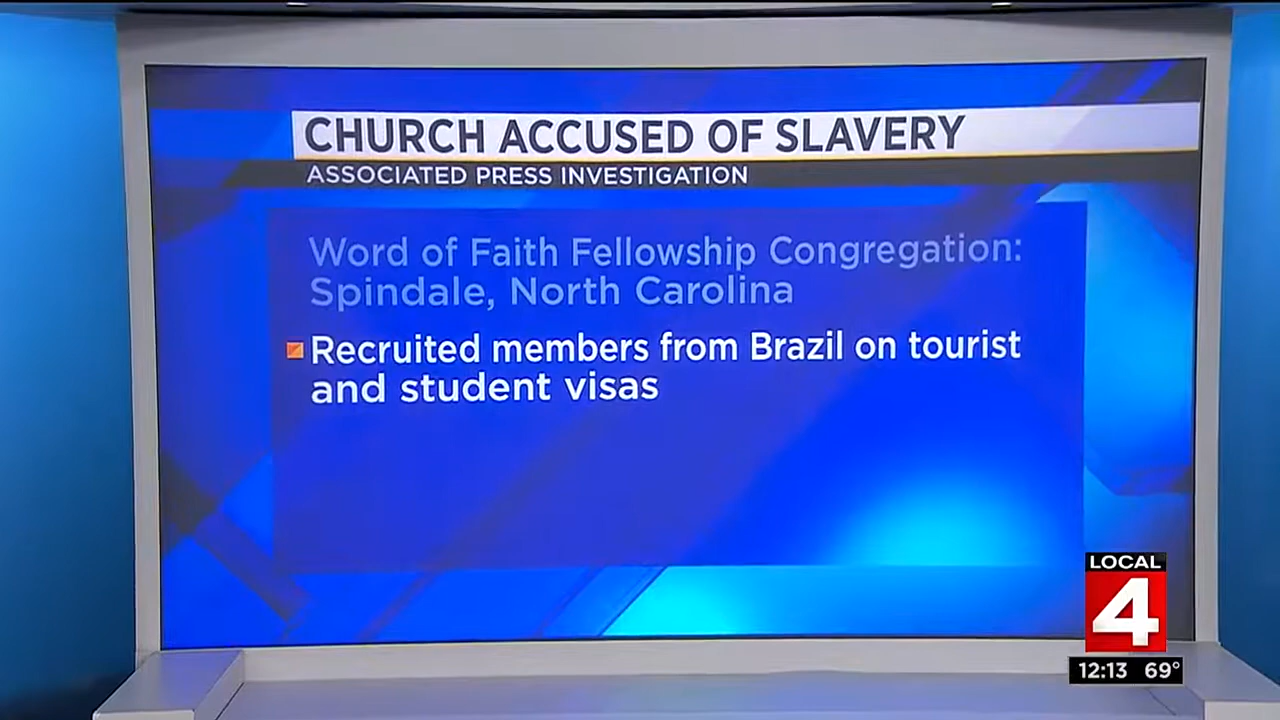 CHURCH ACCUSED OF SLAVERY
ASSOCIATED PRESS INVESTIGATION
Word of Faith Fellowship Congregation:
Spindale, North Carolina
Recruited members from Brazil on tourist
and student visas
LOCAL
4
12:13 69°